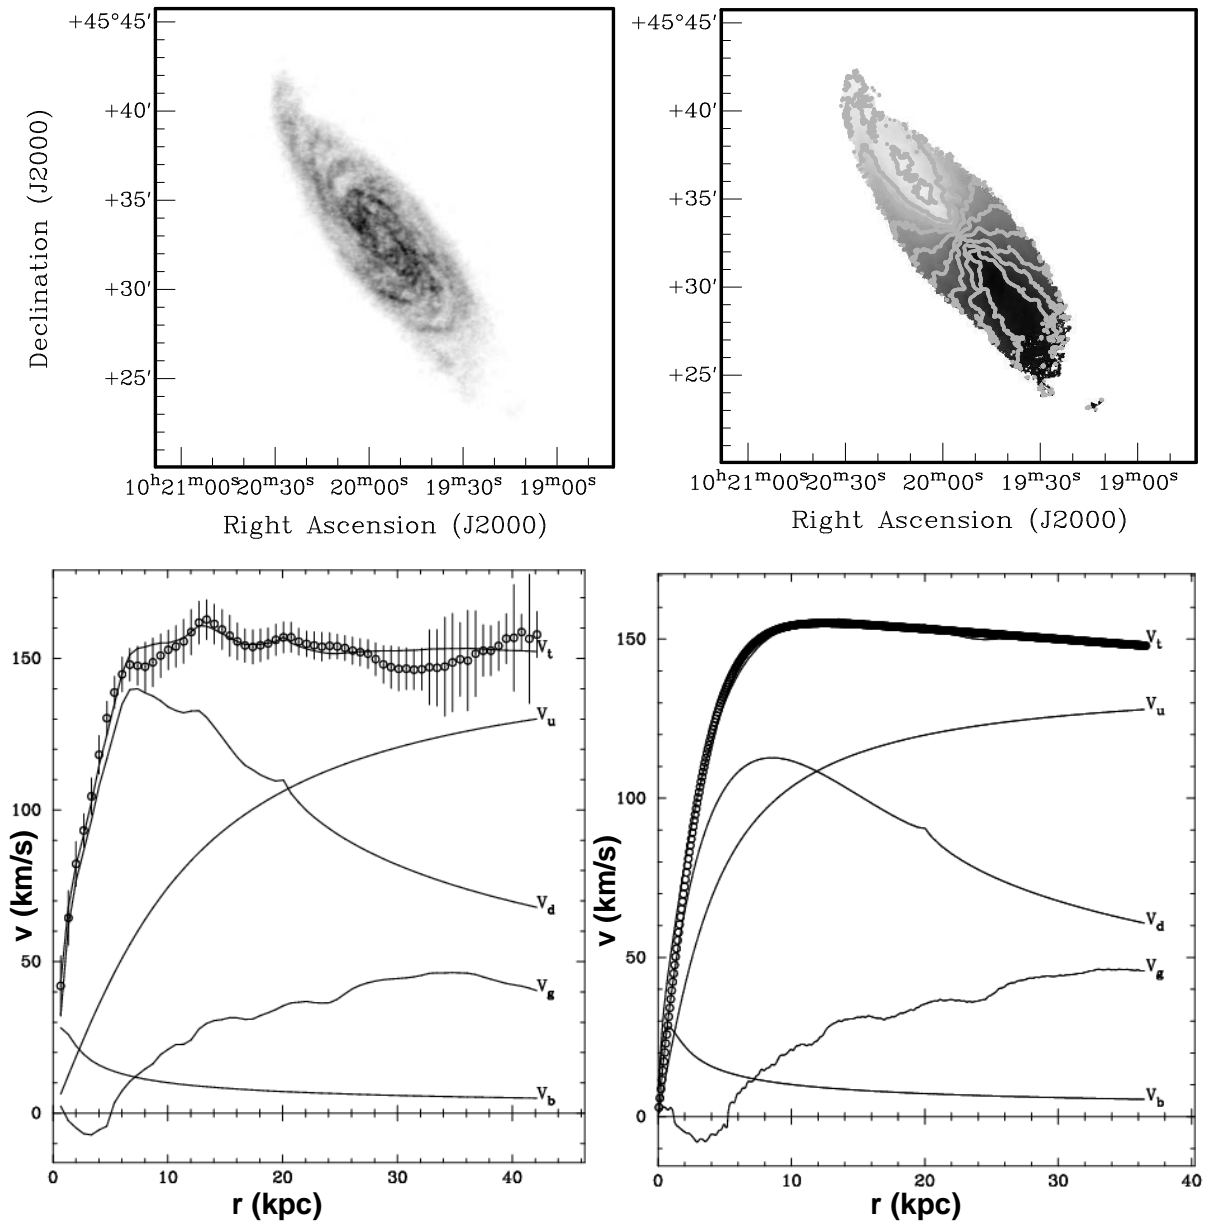 +45°45′
+40′
+35′
+30′
+25′
Declination (J2000)
10ʰ21ᵐ00ˢ20ᵐ30ˢ 20ᵐ00ˢ 19ᵐ30ˢ 19ᵐ00ˢ
Right Ascension (J2000)
+45°45′
+40′
+35′
+30′
+25′
10ʰ21ᵐ00ˢ20ᵐ30ˢ 20ᵐ00ˢ 19ᵐ30ˢ 19ᵐ00ˢ
Right Ascension (J2000)
150
100
50
0
v (km/s)
Vt
Vu
Vd
Vg
Vb
0 10 20 30 40
r (kpc)
150
100
50
0
v (km/s)
Vt
Vu
Vd
Vg
Vb
0 10 20 30 40
r (kpc)